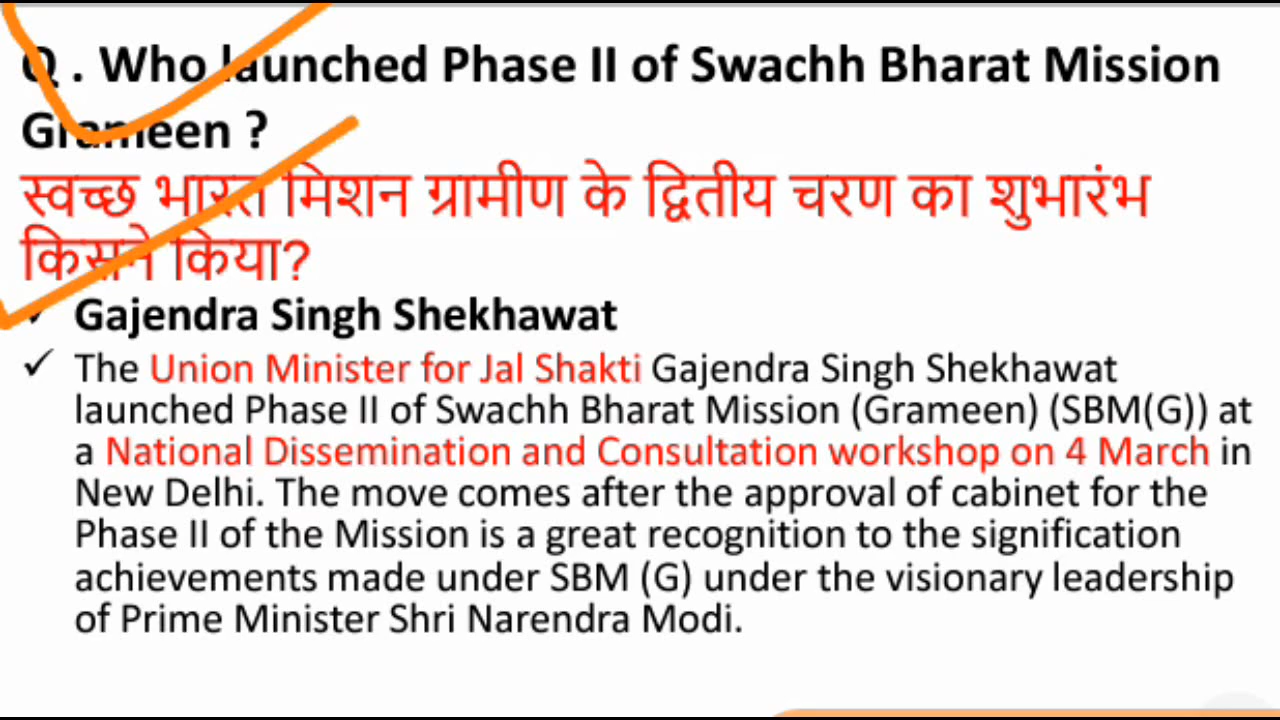 Q . Who launched Phase II of Swachh Bharat Mission
Grameen ?
स्वच्छ भारत मिशन ग्रामीण के द्वितीय चरण का शुभारंभ
किसने किया?
✓ Gajendra Singh Shekhawat
✓ The Union Minister for Jal Shakti Gajendra Singh Shekhawat
launched Phase II of Swachh Bharat Mission (Grameen) (SBM(G)) at
a National Dissemination and Consultation workshop on 4 March in
New Delhi. The move comes after the approval of cabinet for the
Phase II of the Mission is a great recognition to the signification
achievements made under SBM (G) under the visionary leadership
of Prime Minister Shri Narendra Modi.